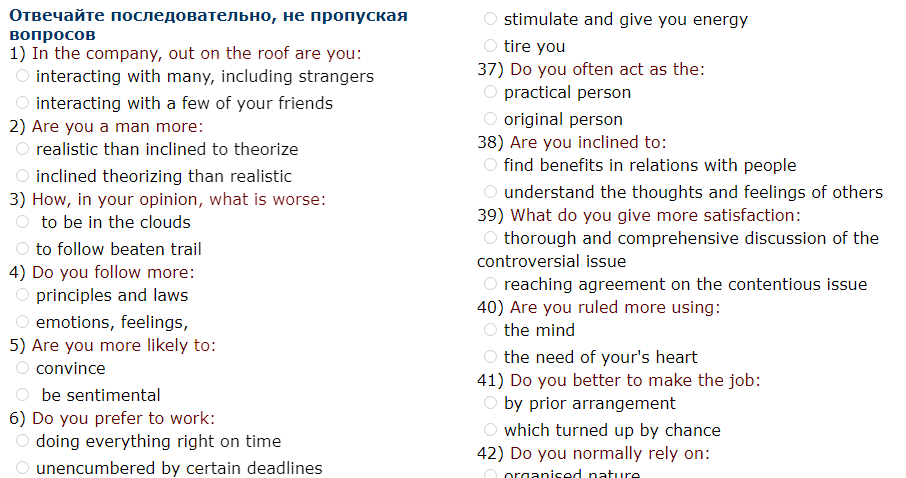 Отвечайте последовательно, не пропуская
вопросов
1) In the company, out on the roof are you:
interacting with many, including strangers
interacting with a few of your friends
2) Are you a man more:
realistic than inclined to theorize
inclined theorizing than realistic
3) How, in your opinion, what is worse:
to be in the clouds
to follow beaten trail
4) Do you follow more:
principles and laws
emotions, feelings,
5) Are you more likely to:
convince
be sentimental
6) Do you prefer to work:
doing everything right on time
unencumbered by certain deadlines
stimulate and give you energy
tire you
37) Do you often act as the:
practical person
original person
38) Are you inclined to:
find benefits in relations with people
understand the thoughts and feelings of others
39) What do you give more satisfaction:
thorough and comprehensive discussion of the
controversial issue
reaching agreement on the contentious issue
40) Are you ruled more using:
the mind
the need of your's heart
41) Do you better to make the job:
by prior arrangement
which turned up by chance
42) Do you normally rely on:
organised nature